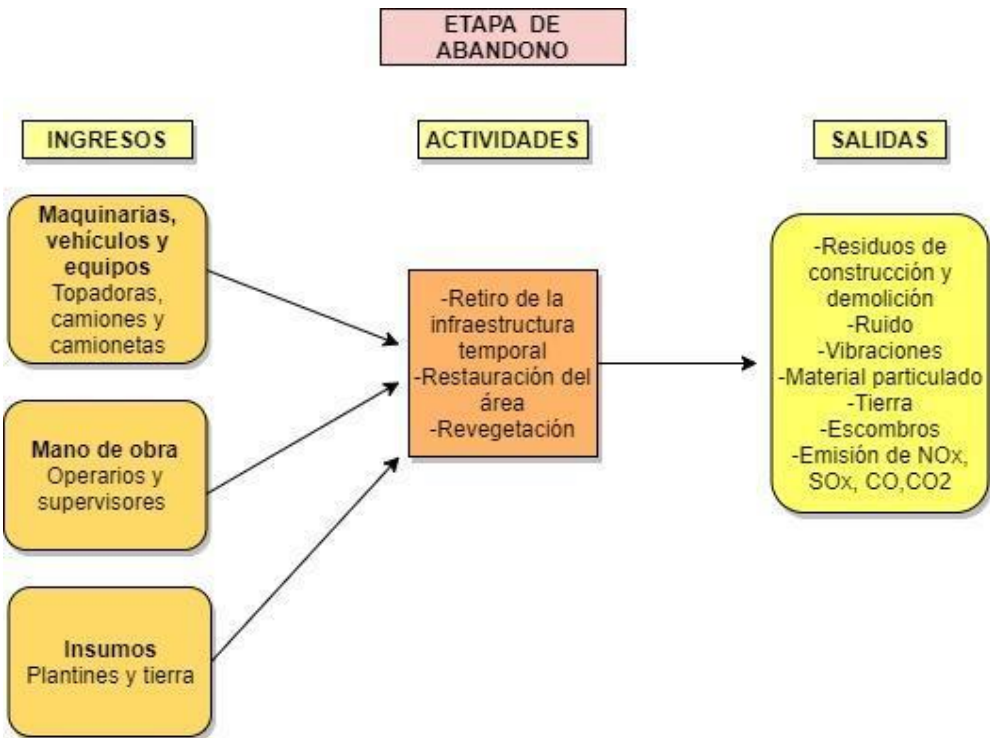 ETAPA DE
ABANDONO
INGRESOS
ACTIVIDADES
SALIDAS
Maquinarias,
vehículos y
equipos
Topadoras,
camiones y
camionetas
Mano de obra
Operarios y
supervisores
Insumos
Plantines y tierra
-Retiro de la
infraestructura
temporal
-Restauración del
área
-Revegetación
-Residuos de
construcción y
demolición
-Ruido
-Vibraciones
-Material particulado
-Tierra
-Escombros
-Emisión de NOx,
SOx, CO,CO2